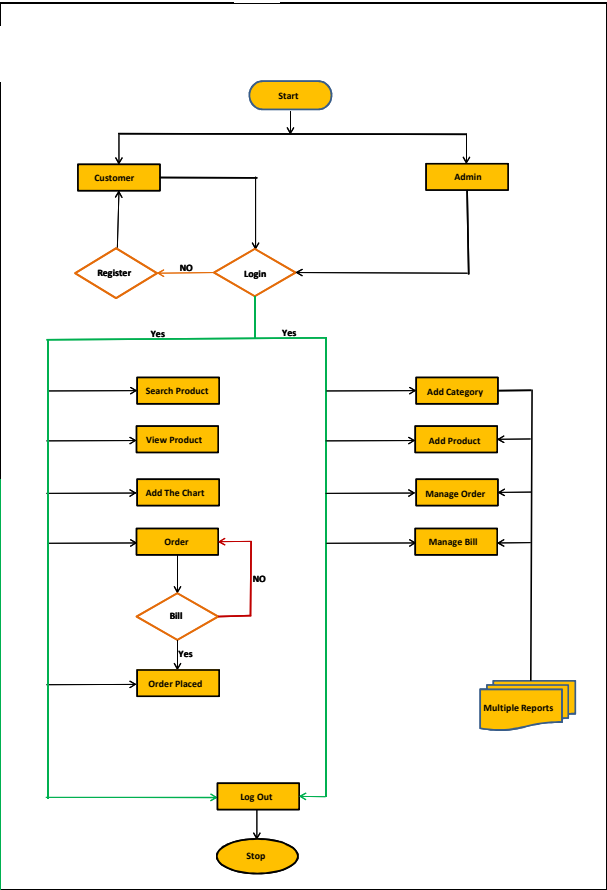 Start
Customer
Admin
Register
NO
Login
Yes
Yes
Search Product
Add Category
View Product
Add Product
Add The Chart
Manage Order
Order
Manage Bill
NO
Bill
Yes
Order Placed
Multiple Reports
Log Out
Stop